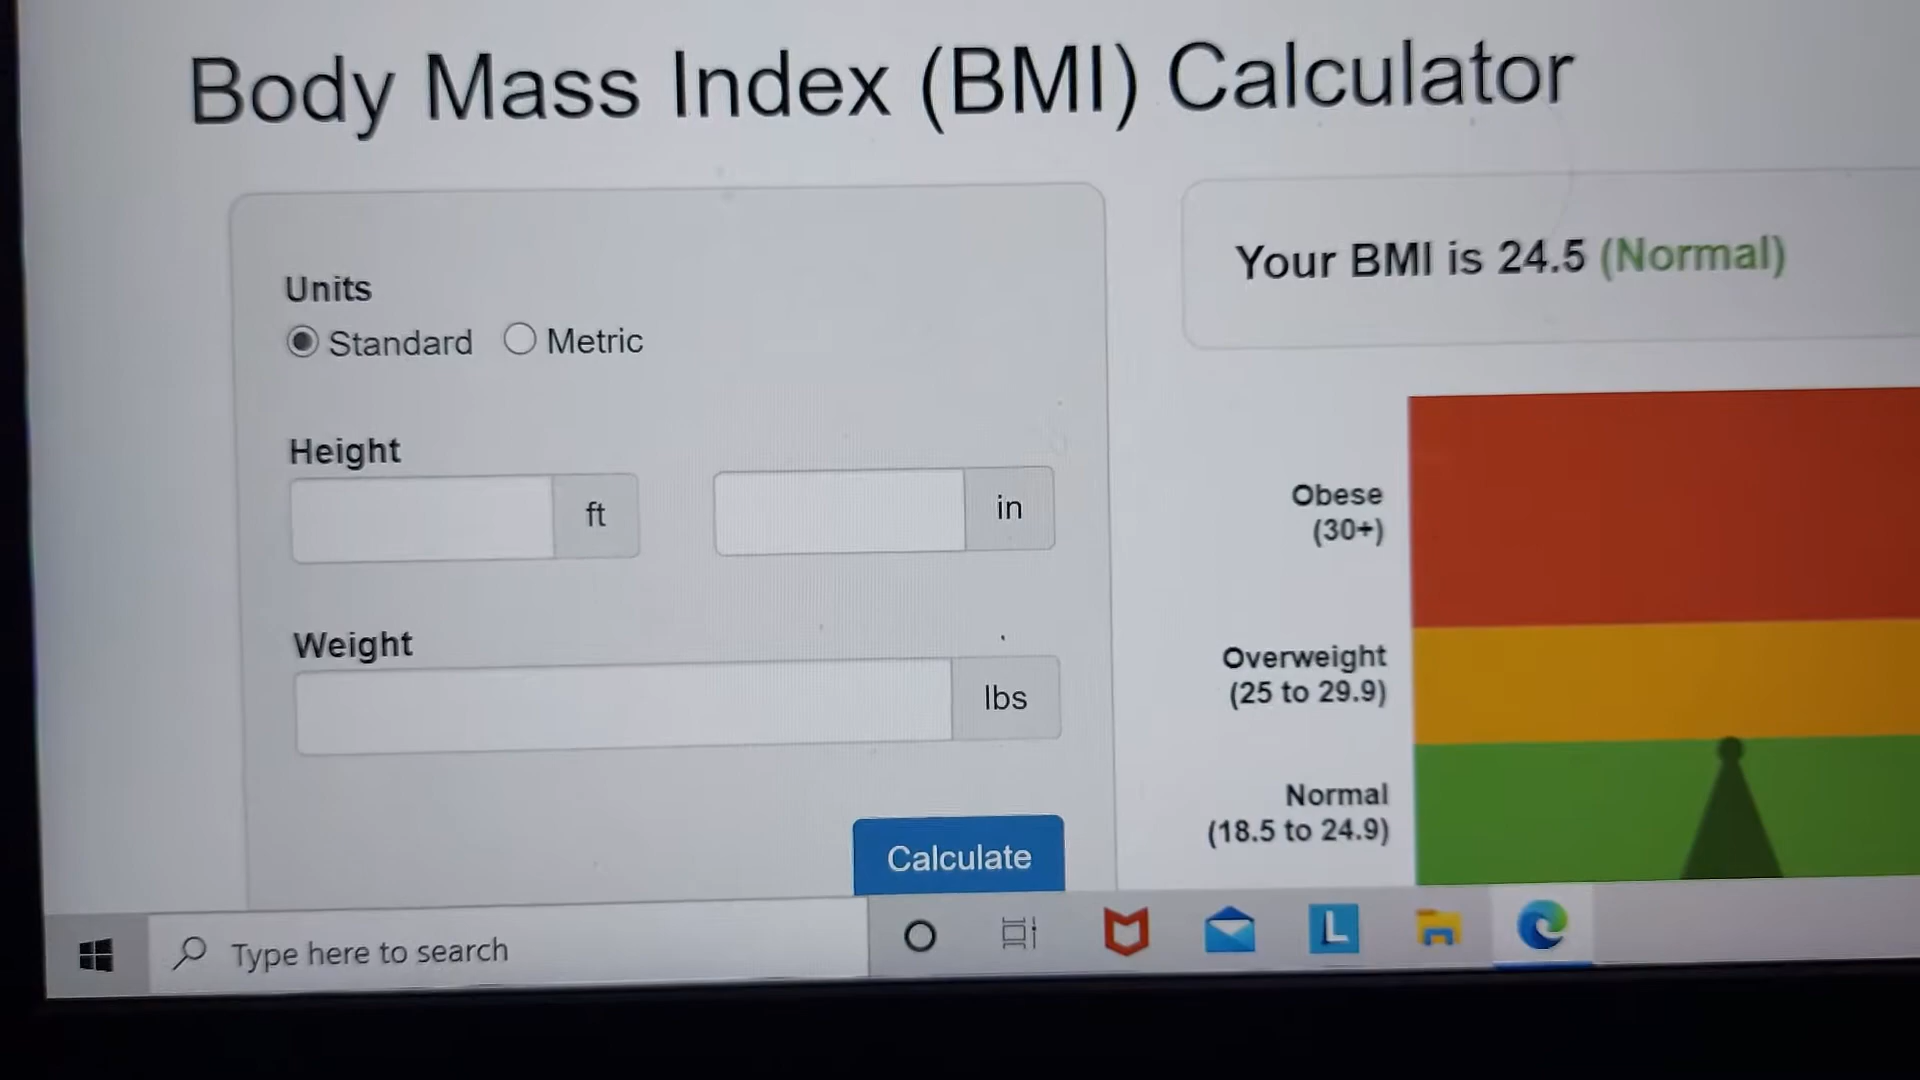 Body Mass Index (BMI) Calculator
Units
Standard
Metric
Height
ft
in
Weight
lbs
Calculate
Your BMI is 24.5 (Normal)
Obese
(30+)
Overweight
(25 to 29.9)
Normal
(18.5 to 24.9)
Type here to search
L